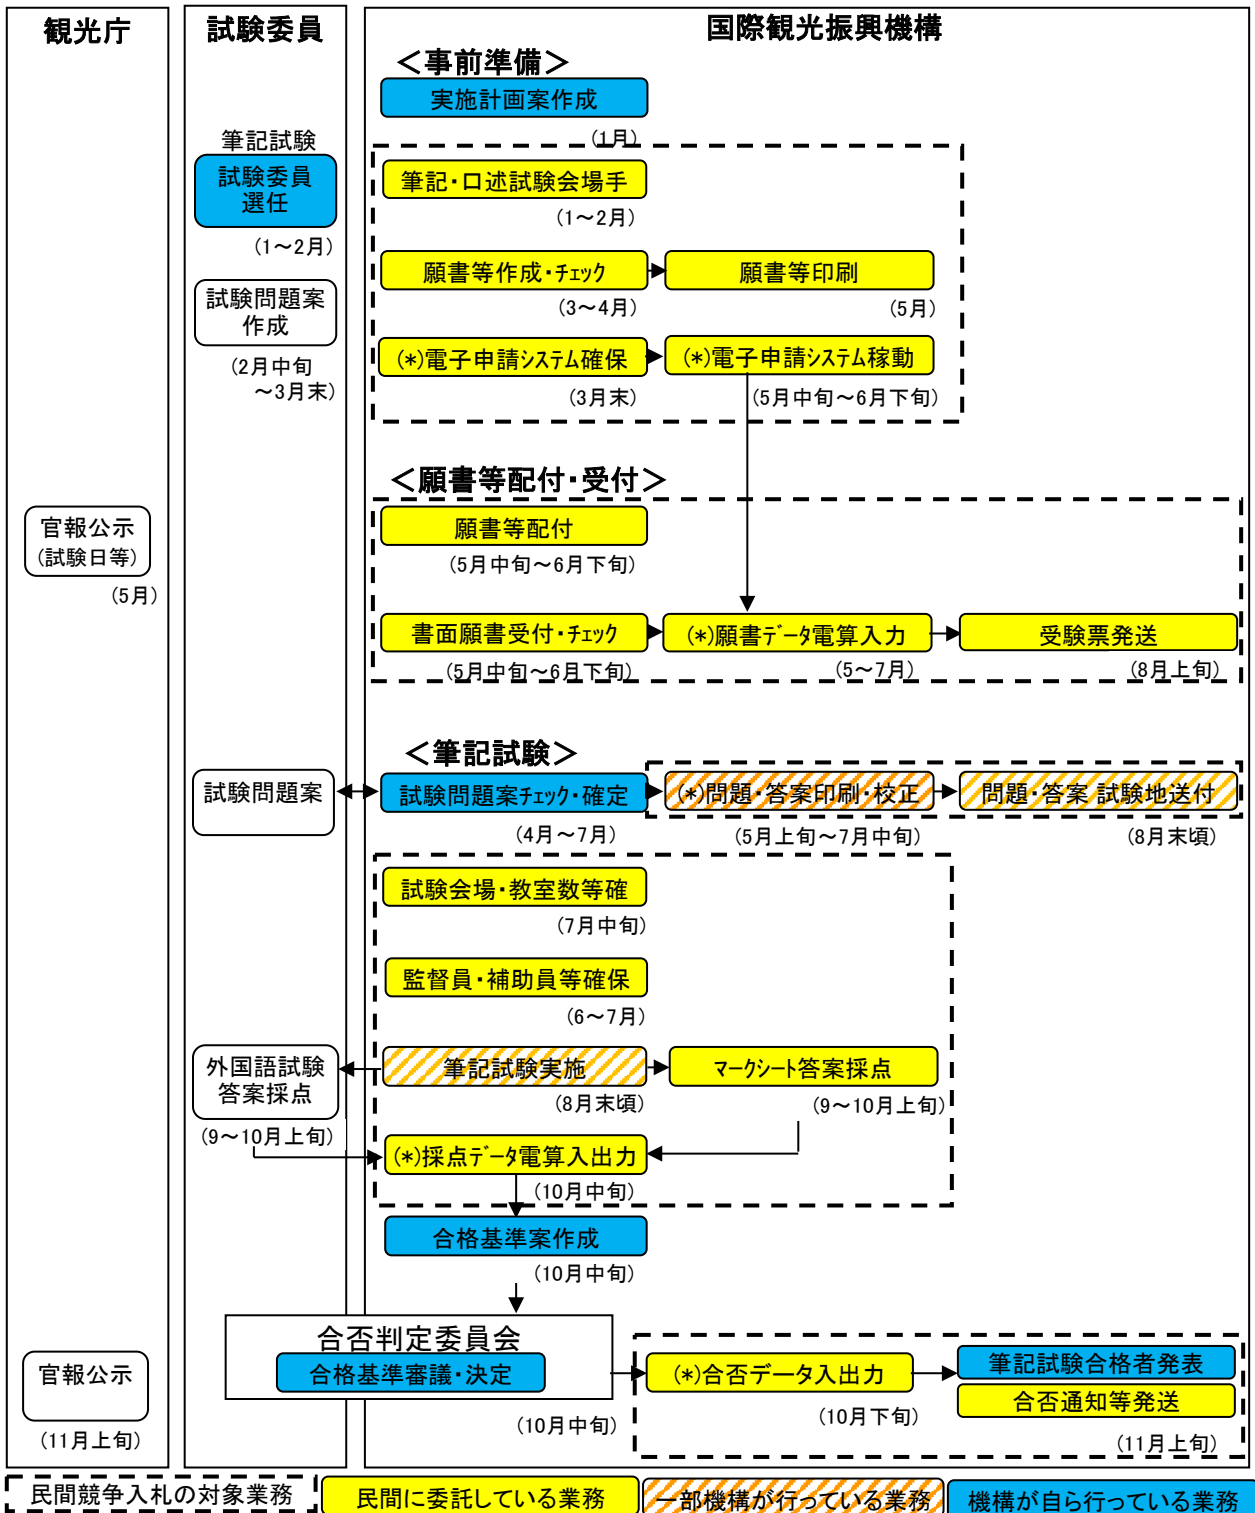 観光庁
試験委員
国際観光振興機構
＜事前準備＞
実施計画案作成
(1月)
筆記試験
試験委員
選任
(1～2月)
筆記・口述試験会場手
(1～2月)
願書等作成・チェック
(3～4月)
願書等印刷
(5月)
試験問題案
作成
(2月中旬
～3月末)
(*)電子申請システム確保
(3月末)
(*)電子申請システム稼動
(5月中旬～6月下旬)
＜願書等配付・受付＞
官報公示
(試験日等)
(5月)
願書等配付
(5月中旬～6月下旬)
書面願書受付・チェック
(5月中旬～6月下旬)
(*)願書データ電算入力
(5～7月)
受験票発送
(8月上旬)
＜筆記試験＞
試験問題案
試験問題案チェック・確定
(4月～7月)
(*)問題・答案印刷・校正
(5月上旬～7月中旬)
問題・答案 試験地送付
(8月末頃)
試験会場・教室数等確
(7月中旬)
監督員・補助員等確保
(6～7月)
外国語試験
答案採点
(9～10月上旬)
筆記試験実施
(8月末頃)
マークシート答案採点
(9～10月上旬)
(*)採点データ電算入出力
(10月中旬)
合格基準案作成
(10月中旬)
合否判定委員会
合格基準審議・決定
(10月中旬)
官報公示
(11月上旬)
(*)合否データ入出力
(10月下旬)
筆記試験合格者発表
合否通知等発送
(11月上旬)
民間競争入札の対象業務
民間に委託している業務
一部機構が行っている業務
機構が自ら行っている業務